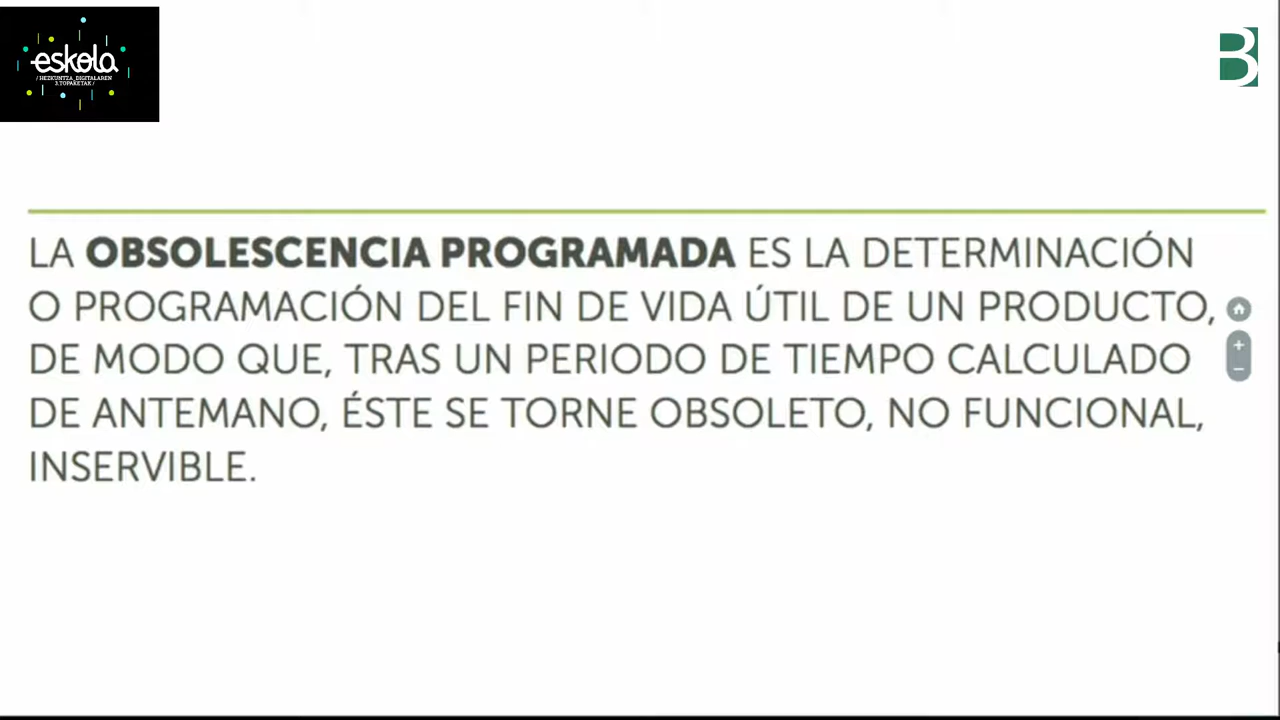 eskola
/ HEZKUNTZA_DIGITALAREN
3.TOPAKETAK /
B
LA OBSOLESCENCIA PROGRAMADA ES LA DETERMINACIÓN
O PROGRAMACIÓN DEL FIN DE VIDA ÚTIL DE UN PRODUCTO,
DE MODO QUE, TRAS UN PERIODO DE TIEMPO CALCULADO
DE ANTEMANO, ÉSTE SE TORNE OBSOLETO, NO FUNCIONAL,
INSERVIBLE.